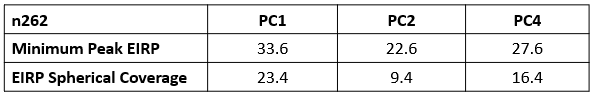 n262 PC1 PC2 PC4
Minimum Peak EIRP 33.6 22.6 27.6
EIRP Spherical Coverage 23.4 9.4 16.4